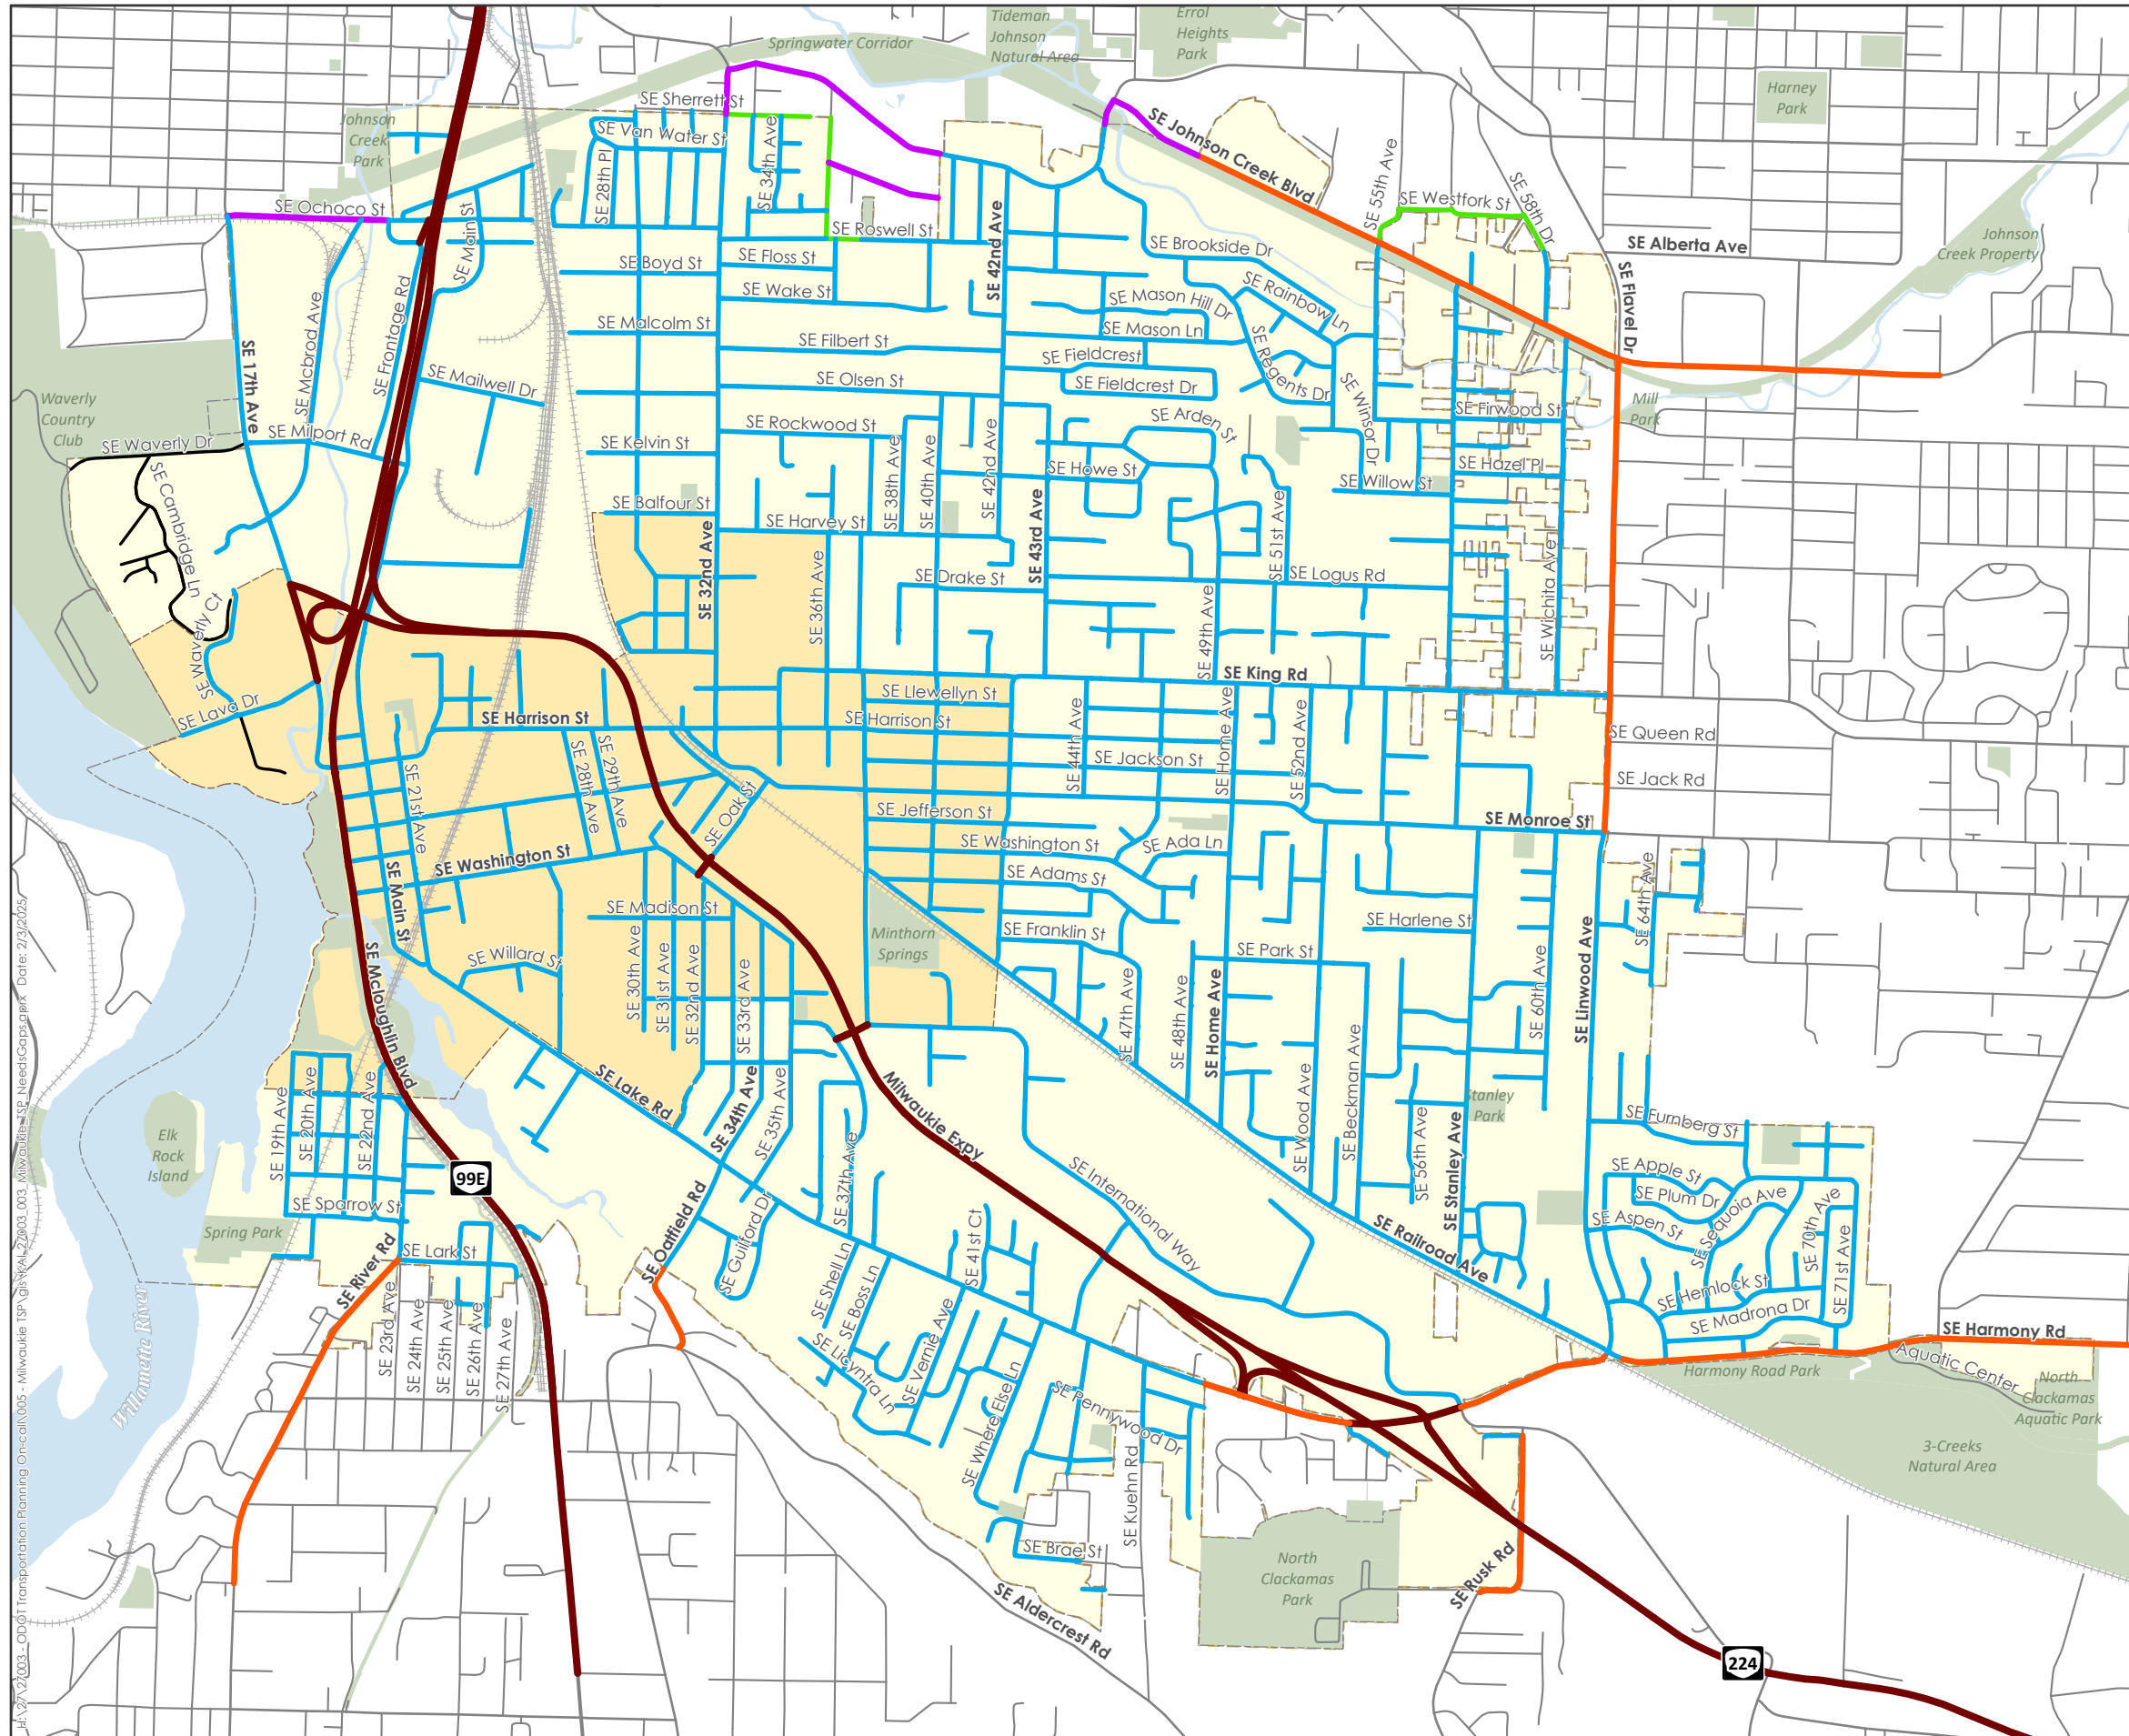 Tideman
Johnson
Natural Area
Errol
Heights
Park
Springwater Corridor
Harney
Park
SE Sherrett St
SE Van Water St
Johnson
Creek
Park
SE 28th Pl
SE 34th Ave
SE Johnson Creek Blvd
SE 55th Ave
SE Westfork St
SE 58th Dr
SE Ochoco St
SE Main St
SE Roswell St
SE 42nd Ave
SE Brookside Dr
SE Alberta Ave
SE Flavel Dr
Johnson
Creek Property
SE Boyd St
SE Floss St
SE Wake St
SE Rainbow Ln
SE Mason Hill Dr
SE Mason Ln
SE Malcolm St
SE Filbert St
SE Fieldcrest
SE Fieldcrest Dr
SE Regents Dr
SE Winsor Dr
SE Olsen St
SE 17th Ave
SE Mcbrod Ave
SE Frontage Rd
SE Mailwell Dr
SE Milport Rd
Waverly
Country
Club
SE Waverly Dr
SE Cambridge Ln
SE Waverly Ct
SE Lava Dr
SE Rockwood St
SE Arden St
SE Firwood St
Mill
Park
SE Kelvin St
SE 38th Ave
SE 40th Ave
SE 42nd Ave
SE Howe St
SE Hazel Pl
SE Willow St
SE Balfour St
SE Harvey St
SE 32nd Ave
SE 43rd Ave
SE 51st Ave
SE 36th Ave
SE Drake St
SE Logus Rd
SE Wichita Ave
SE 49th Ave
SE King Rd
SE Llewellyn St
SE Harrison St
SE Harrison St
SE 44th Ave
SE Home Ave
SE 52nd Ave
SE Queen Rd
SE Jackson St
SE Jack Rd
SE 21st Ave
SE 28th Ave
SE 29th Ave
SE Oak St
SE Jefferson St
SE Monroe St
SE Washington St
SE Washington St
SE Ada Ln
SE Adams St
SE 64th Ave
SE Main St
SE Madison St
SE Harlene St
Minthorn
Springs
SE Franklin St
SE Park St
SE Willard St
SE Mcloughlin Blvd
SE 30th Ave
SE 31st Ave
SE 32nd Ave
SE 33rd Ave
SE 47th Ave
SE 48th Ave
SE Home Ave
SE 60th Ave
SE Linwood Ave
SE Lake Rd
SE 34th Ave
SE 35th Ave
Milwaukie Expy
SE Wood Ave
SE Beckman Ave
SE 56th Ave
SE Stanley Ave
Stanley
Park
SE Furnberg St
SE 19th Ave
SE 20th Ave
SE 22nd Ave
Elk
Rock
Island
99E
SE Sparrow St
Spring Park
SE 37th Ave
SE International Way
SE Apple St
SE Plum Dr
SE Sequoia Ave
SE Aspen St
SE 70th Ave
SE 71st Ave
SE Railroad Ave
SE Oatfield Rd
SE Guilford Dr
SE 41st Ct
SE River Rd
SE Lark St
SE Shell Ln
SE Boss Ln
SE Vernie Ave
SE Licyntra Ln
SE Hemlock St
SE Madrona Dr
SE Harmony Rd
Harmony Road Park
Aquatic Center
North
Clackamas
Aquatic Park
3-Creeks
Natural Area
SE 23rd Ave
SE 24th Ave
SE 25th Ave
SE 26th Ave
SE 27th Ave
Willamette River
SE Where Else Ln
SE Pennywood Dr
SE Kuehn Rd
SE Brae St
SE Aldercrest Rd
North
Clackamas
Park
SE Rusk Rd
224
H:\27\27003 - ODOT Transportation Planning On-call\005 - Milwaukie TSP\gis\KAI_27003_003_Milwaukie_TSP_NeedsGaps.aprx Date: 2/3/2025